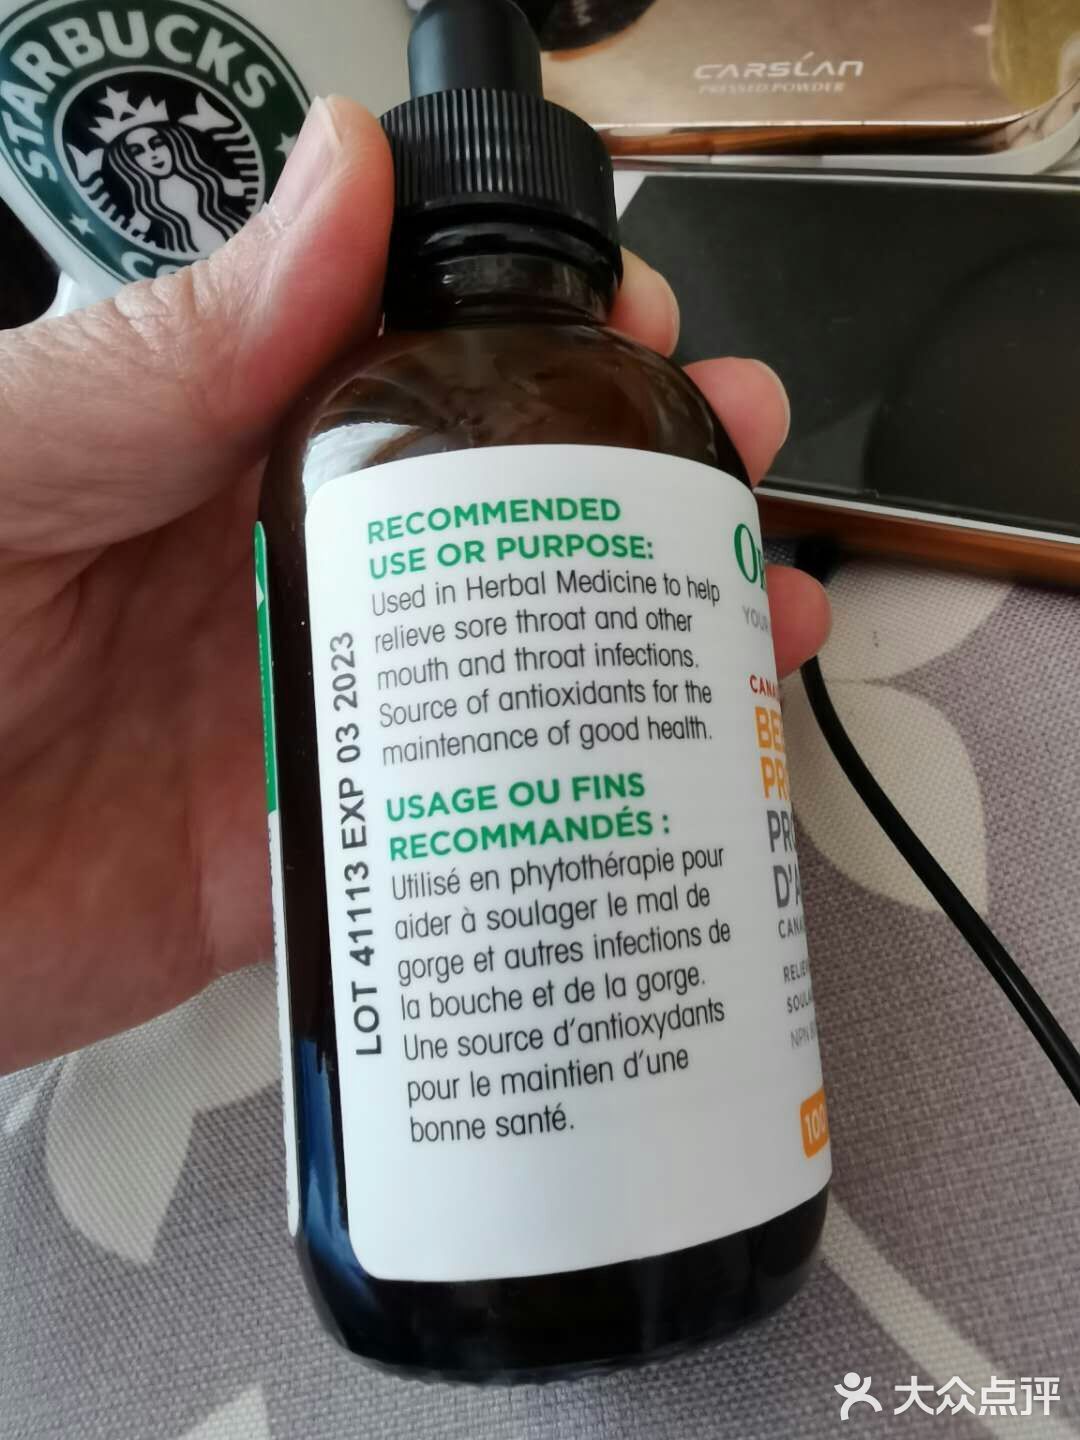 STARBUCKS
CARSLAN
PRESSED POWDER
RECOMMENDED
USE OR PURPOSE:
Used in Herbal Medicine to help
relieve sore throat and other
mouth and throat infections.
Source of antioxidants for the
maintenance of good health.
USAGE OU FINS
RECOMMANDÉS :
Utilisé en phytothérapie pour
aider à soulager le mal de
gorge et autres infections de
la bouche et de la gorge.
Une source d'antioxydants
pour le maintien d'une
bonne santé.
LOT 41113 EXP 03 2023
NPN
100
大众点评